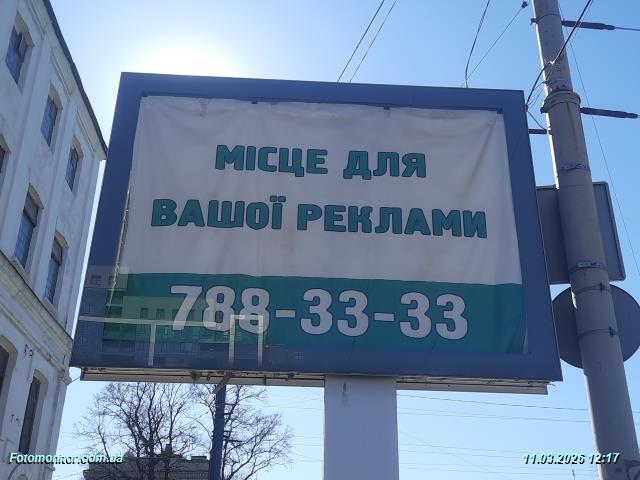 МІСЦЕ ДЛЯ
ВАШОЇ РЕКЛАМИ
788-33-33
Fotomonitor.com.ua
11.03.2026 12:17